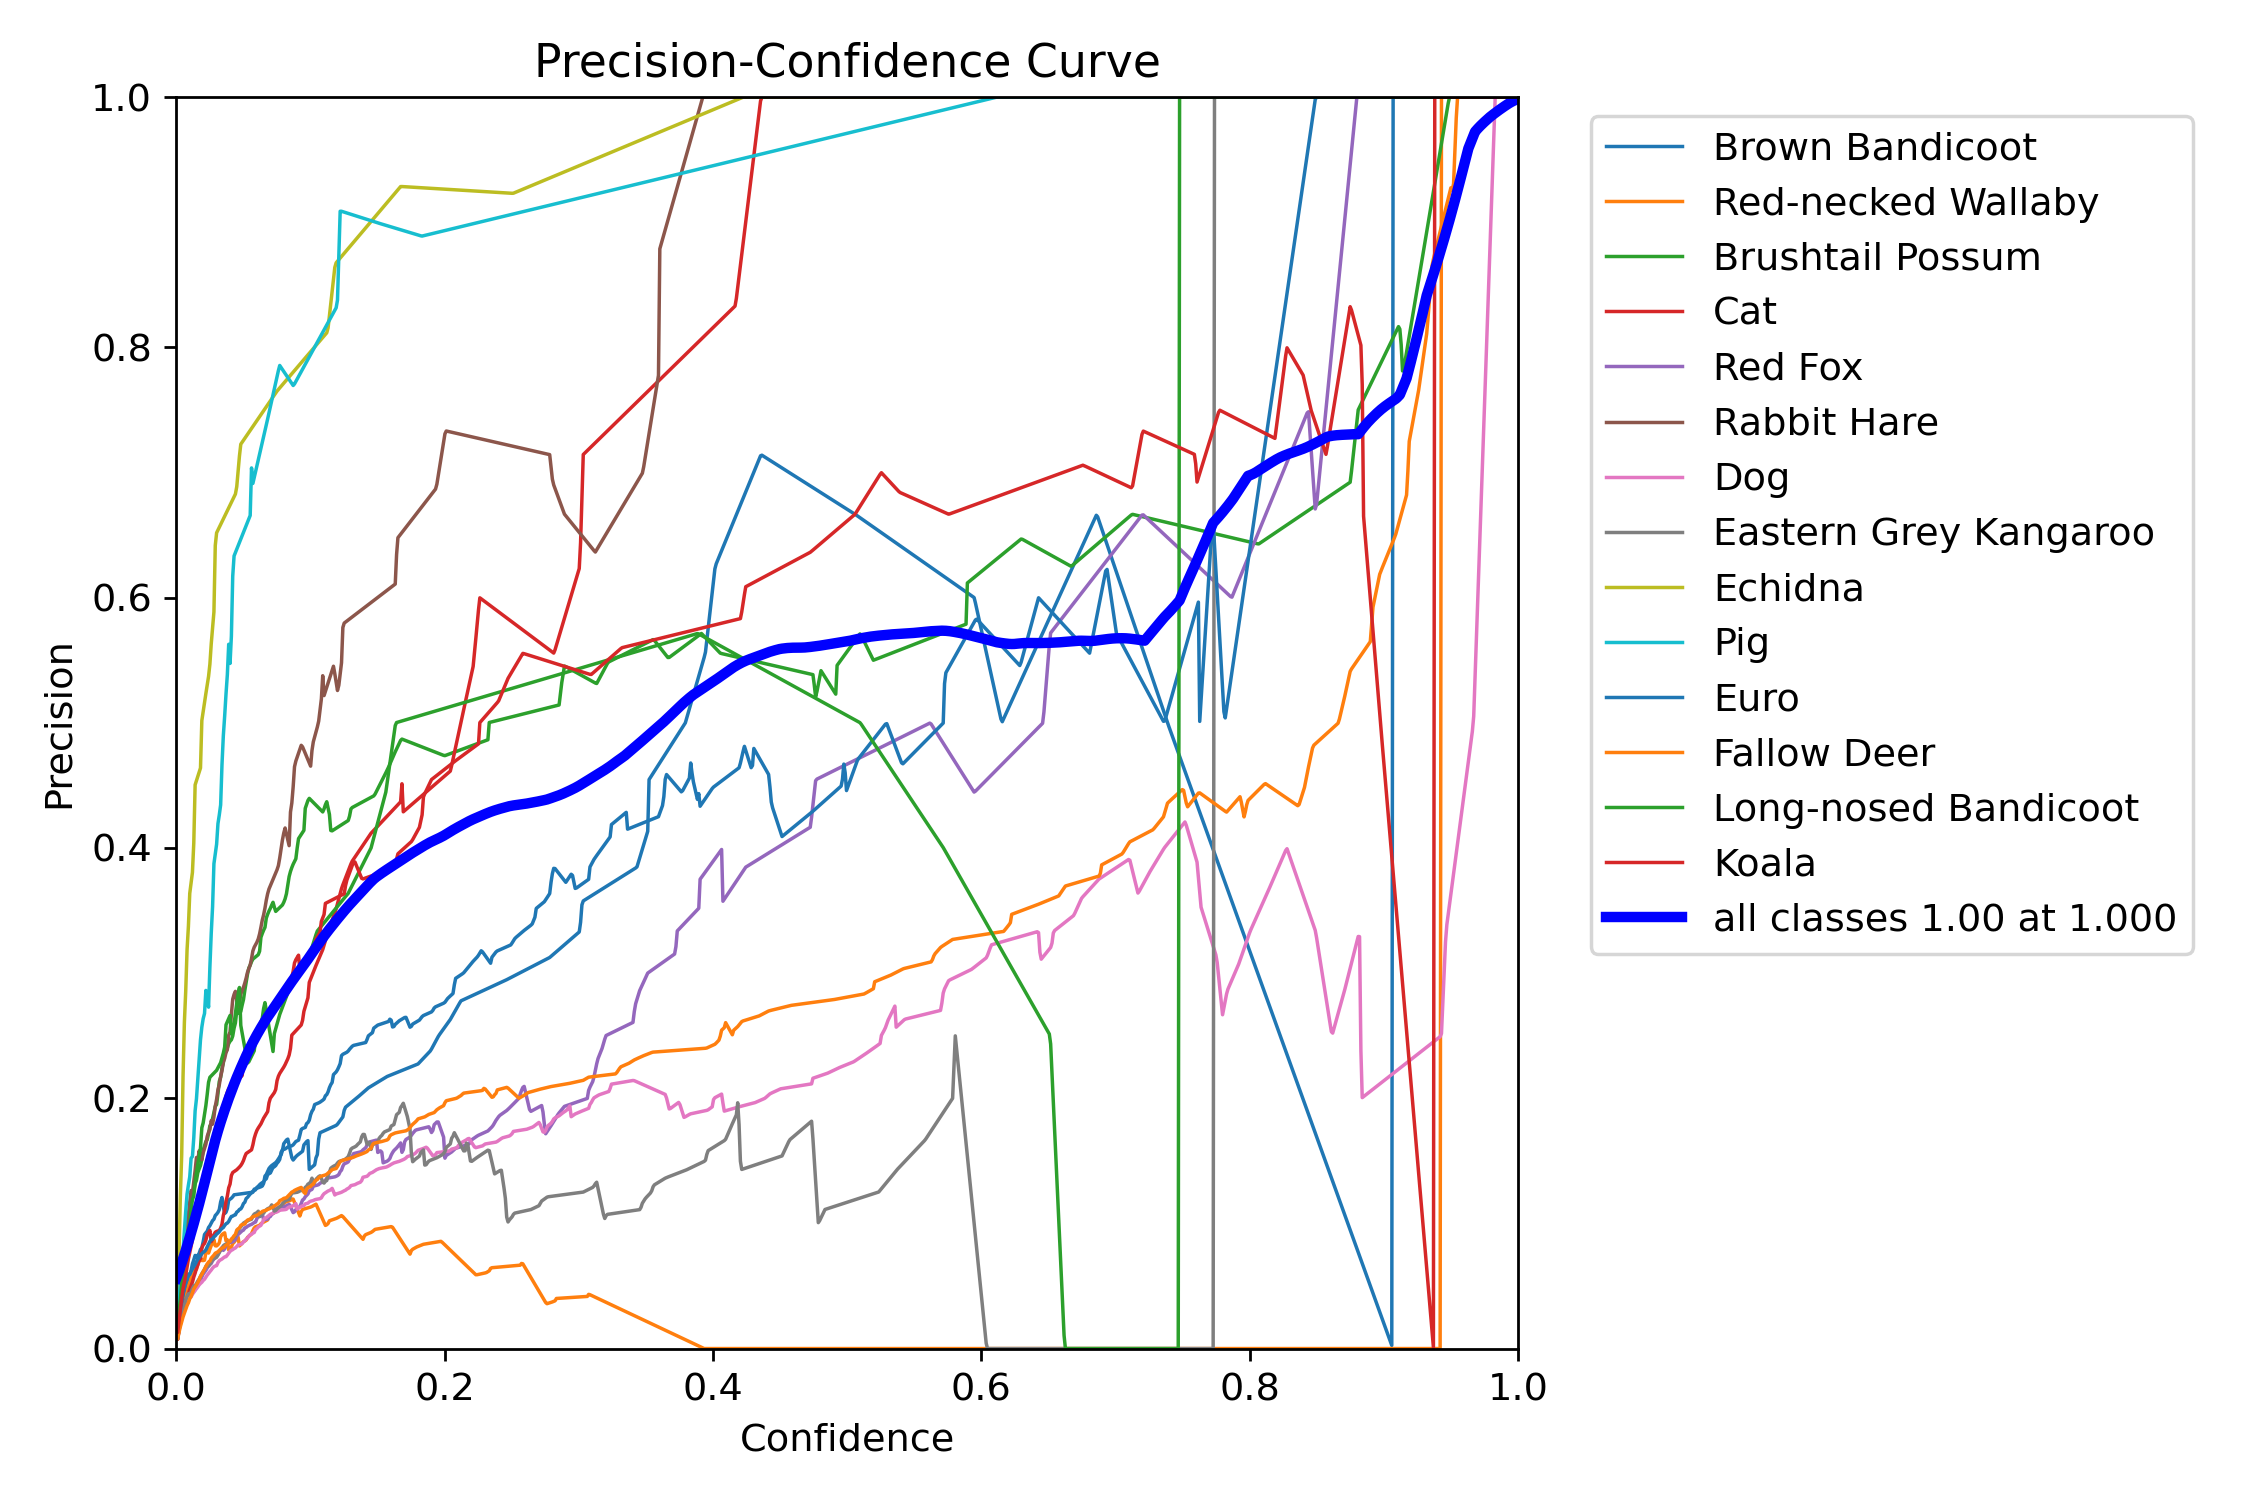 Precision-Confidence Curve
1.0
0.8
0.6
0.4
0.2
0.0
Precision
0.0 0.2 0.4 0.6 0.8 1.0
Confidence
Brown Bandicoot
Red-necked Wallaby
Brushtail Possum
Cat
Red Fox
Rabbit Hare
Dog
Eastern Grey Kangaroo
Echidna
Pig
Euro
Fallow Deer
Long-nosed Bandicoot
Koala
all classes 1.00 at 1.000